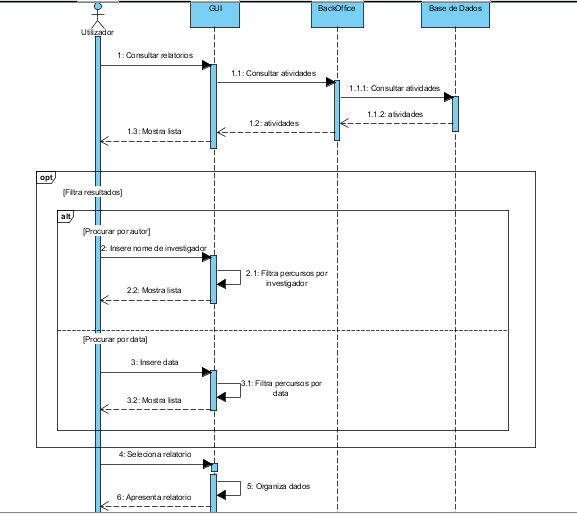 GUI
BackOffice
Base de Dados
Utilizador
1: Consultar relatorios
1.1: Consultar atividades
1.1.1: Consultar atividades
1.1.2: atividades
1.2: atividades
1.3: Mostra lista
opt
[Filtra resultados]
alt
[Procurar por autor]
2: Insere nome de investigador
2.1: Filtra percursos por
investigador
2.2: Mostra lista
[Procurar por data]
3: Insere data
3.1: Filtra percursos por
data
3.2: Mostra lista
4: Seleciona relatorio
5: Organiza dados
6: Apresenta relatorio